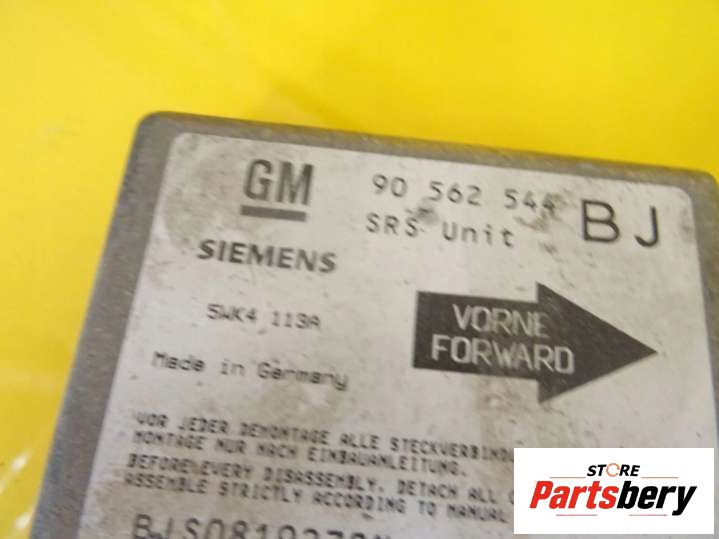 GM
90 562 544 BJ
SRS Unit
SIEMENS
5WK4 113A
VORNE
FORWARD
Made in Germany
VOR JEDER DEMONTAGE ALLE
MONTAGE NUR NACH EINBAUANLEITUNG.
BEFORE EVERY DISASSEMBLY, DETACH ALL
ASSEMBLE STRICTLY ACCORDING TO MANUAL
STORE
Partsbery